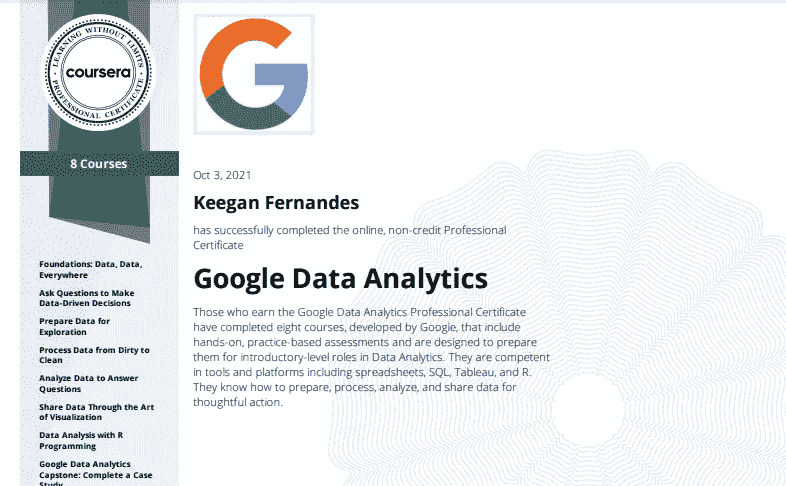 LEARNING WITHOUT LIMITS
coursera
PROFESSIONAL CERTIFICATE
8 Courses
Foundations: Data, Data,
Everywhere
Ask Questions to Make
Data-Driven Decisions
Prepare Data for
Exploration
Process Data from Dirty to
Clean
Analyze Data to Answer
Questions
Share Data Through the Art
of Visualization
Data Analysis with R
Programming
Google Data Analytics
Capstone: Complete a Case
Study
G
Oct 3, 2021
Keegan Fernandes
has successfully completed the online, non-credit Professional
Certificate
Google Data Analytics
Those who earn the Google Data Analytics Professional Certificate
have completed eight courses, developed by Google, that include
hands-on, practice-based assessments and are designed to prepare
them for introductory-level roles in Data Analytics. They are competent
in tools and platforms including spreadsheets, SQL, Tableau, and R.
They know how to prepare, process, analyze, and share data for
thoughtful action.